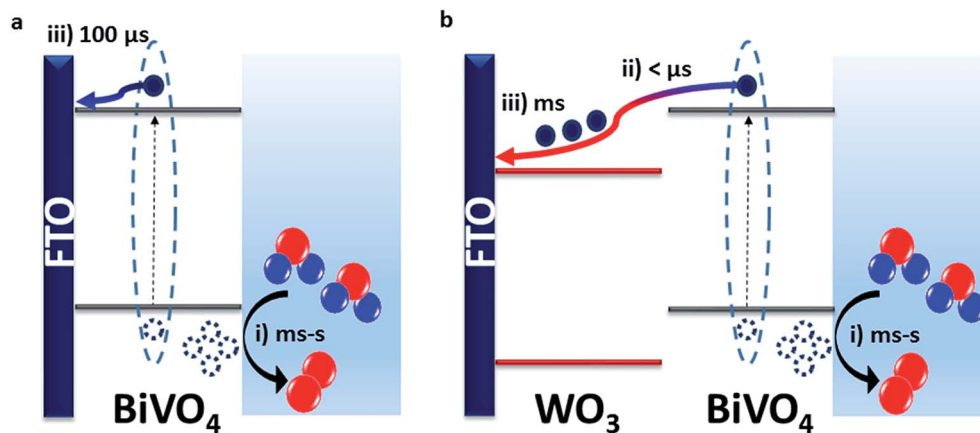 a
iii) 100 µs
FTO
i) ms-s
BiVO₄
b
ii) < µs
iii) ms
FTO
i) ms-s
WO₃
BiVO₄